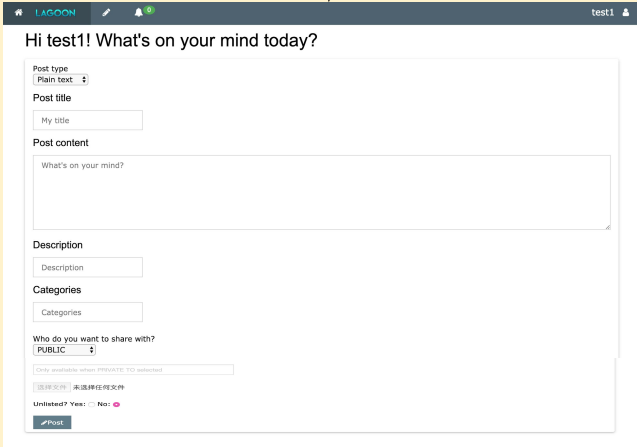 LAGOON 0 test1
Hi test1! What's on your mind today?
Post type
Plain text
Post title
My title
Post content
What's on your mind?
Description
Description
Categories
Categories
Who do you want to share with?
PUBLIC
Only available when PRIVATE TO selected
选择文件 未选择任何文件
Unlisted? Yes: No:
Post